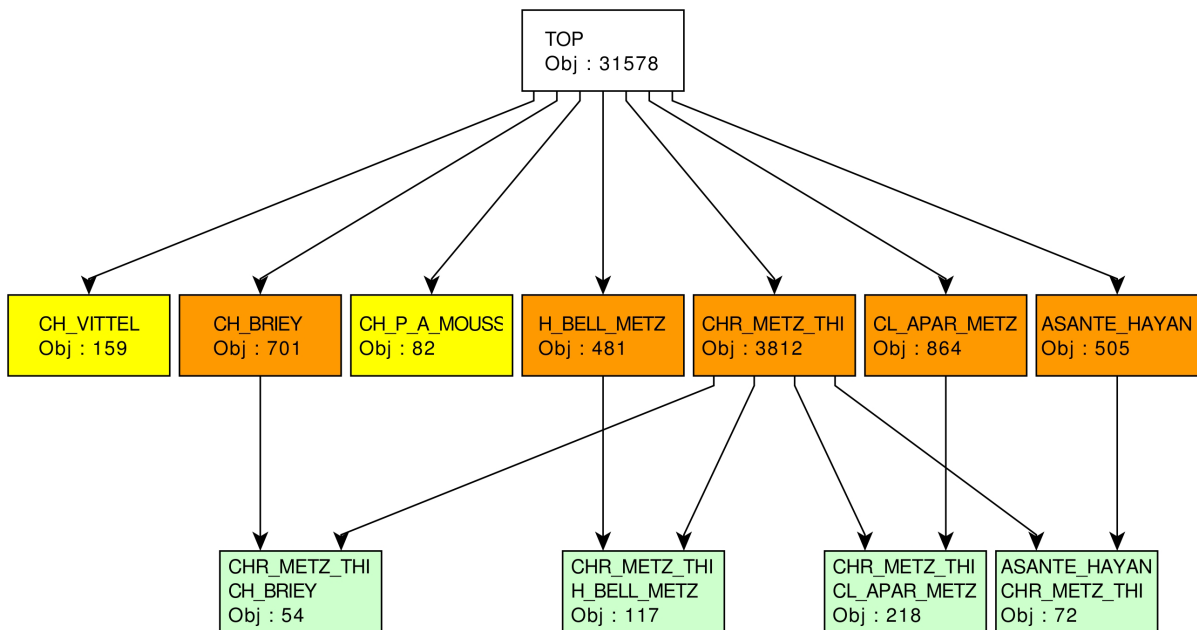 TOP
Obj : 31578
CH_VITTEL
Obj : 159
CH_BRIEY
Obj : 701
CH_P_A_MOUSS
Obj : 82
H_BELL_METZ
Obj : 481
CHR_METZ_THI
Obj : 3812
CL_APAR_METZ
Obj : 864
ASANTE_HAYAN
Obj : 505
CHR_METZ_THI
CH_BRIEY
Obj : 54
CHR_METZ_THI
H_BELL_METZ
Obj : 117
CHR_METZ_THI
CL_APAR_METZ
Obj : 218
ASANTE_HAYAN
CHR_METZ_THI
Obj : 72